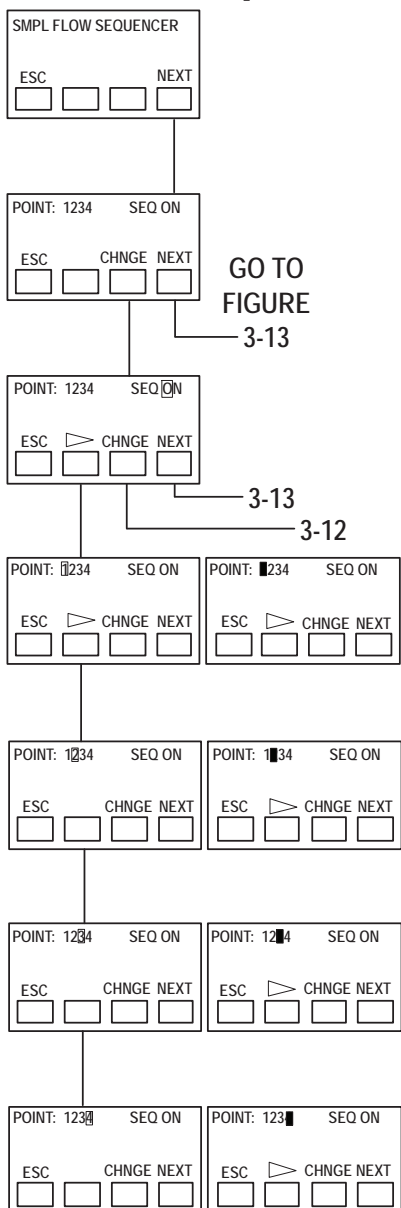 SMPL FLOW SEQUENCER
ESC NEXT
POINT: 1234 SEQ ON
ESC CHNGE NEXT
GO TO
FIGURE
3-13
POINT: 1234 SEQ ON
ESC CHNGE NEXT
3-13
3-12
POINT: 1234 SEQ ON
ESC CHNGE NEXT
POINT: 234 SEQ ON
ESC CHNGE NEXT
POINT: 1234 SEQ ON
ESC CHNGE NEXT
POINT: 1 34 SEQ ON
ESC CHNGE NEXT
POINT: 1234 SEQ ON
ESC CHNGE NEXT
POINT: 12 4 SEQ ON
ESC CHNGE NEXT
POINT: 1234 SEQ ON
ESC CHNGE NEXT
POINT: 123 SEQ ON
ESC CHNGE NEXT